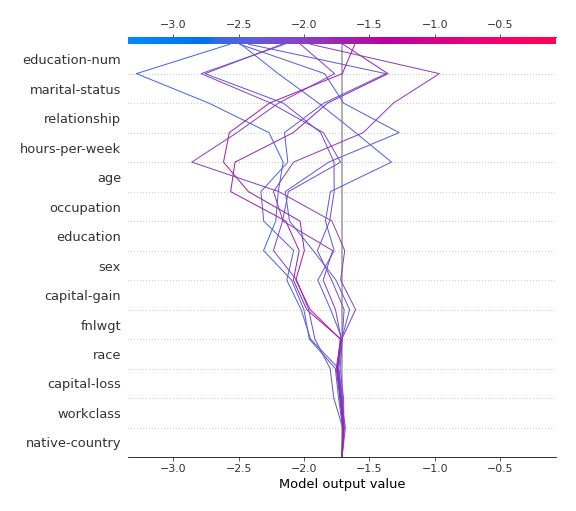 −3.0 −2.5 −2.0 −1.5 −1.0 −0.5
education-num
marital-status
relationship
hours-per-week
age
occupation
education
sex
capital-gain
fnlwgt
race
capital-loss
workclass
native-country
−3.0 −2.5 −2.0 −1.5 −1.0 −0.5
Model output value